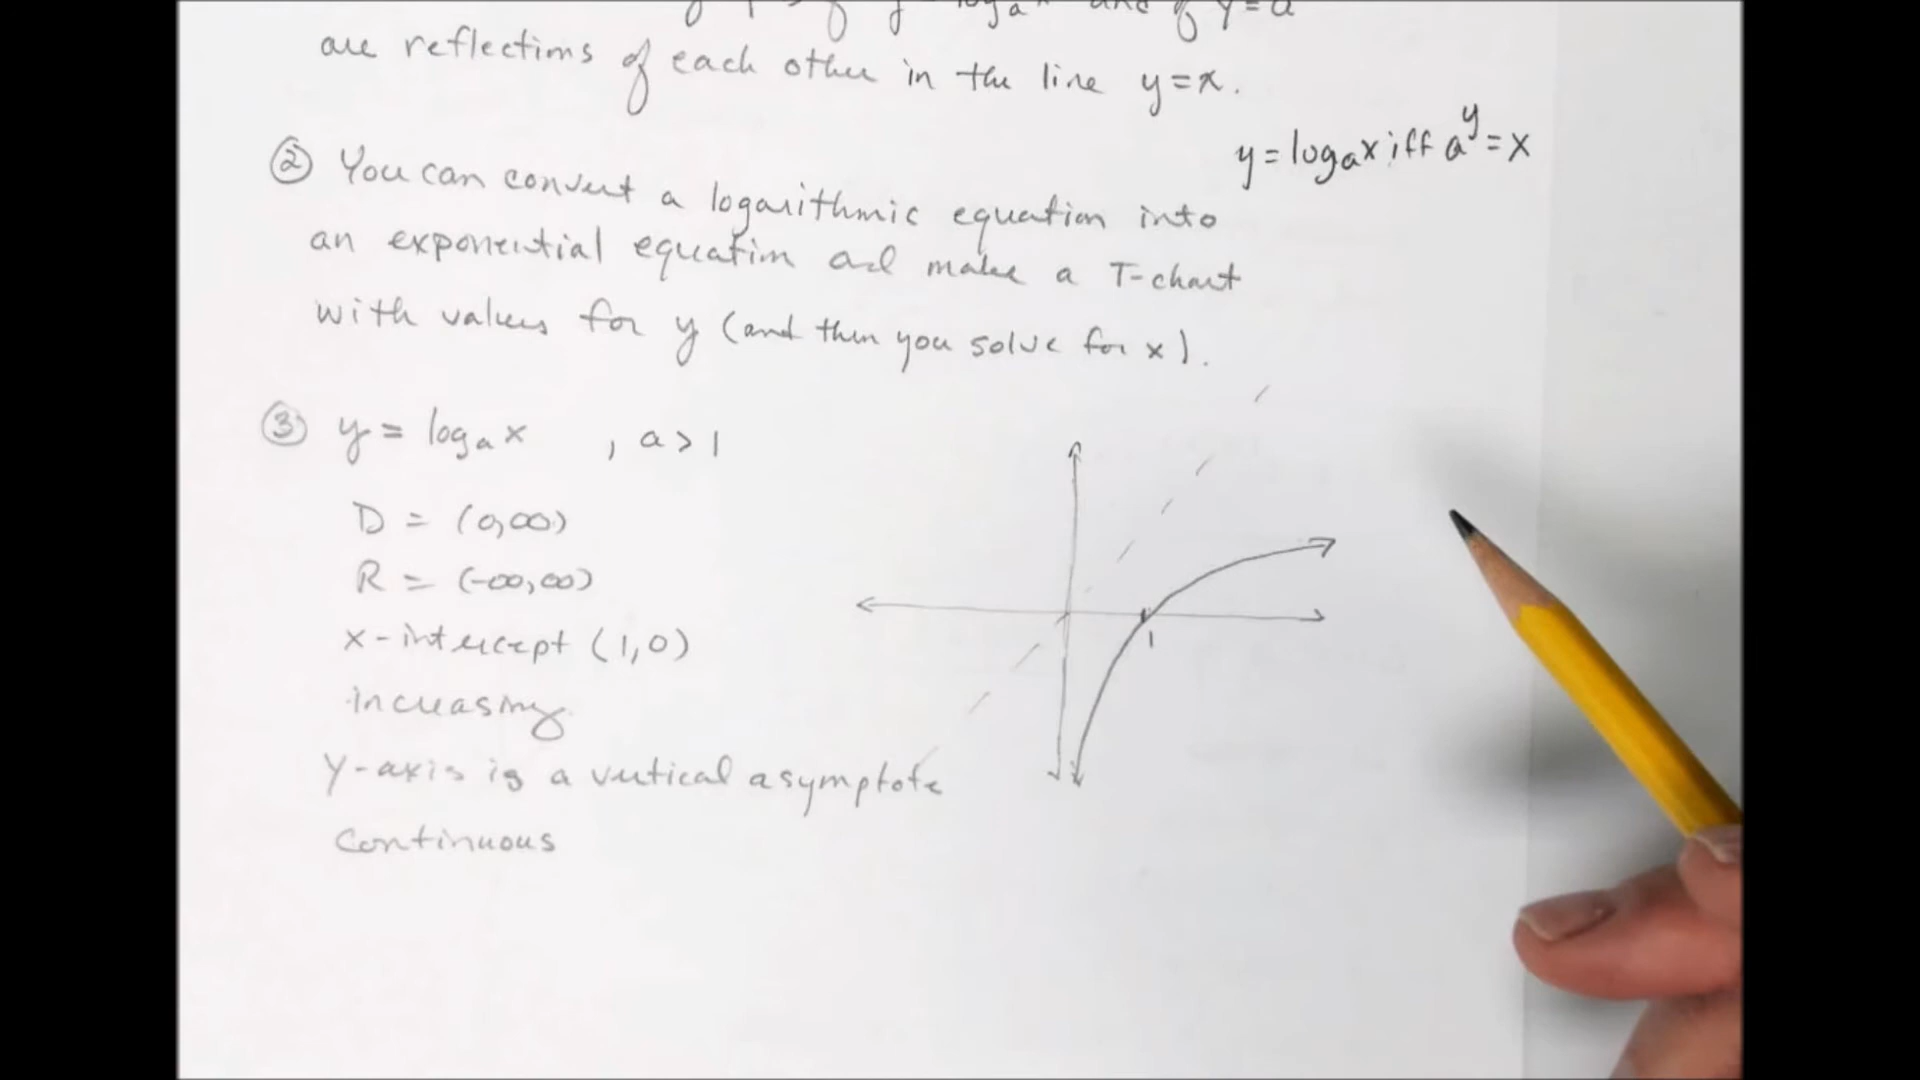 are reflections of each other in the line y=x.
y=logₐx iff aʸ=x
② You can convert a logarithmic equation into
an exponential equation and make a T-chart
with values for y (and then you solve for x).
③ y = logₐx , a > 1
D = (0,∞)
R = (-∞,∞)
x-intercept (1,0)
increasing
Y-axis is a vertical asymptote
continuous
1